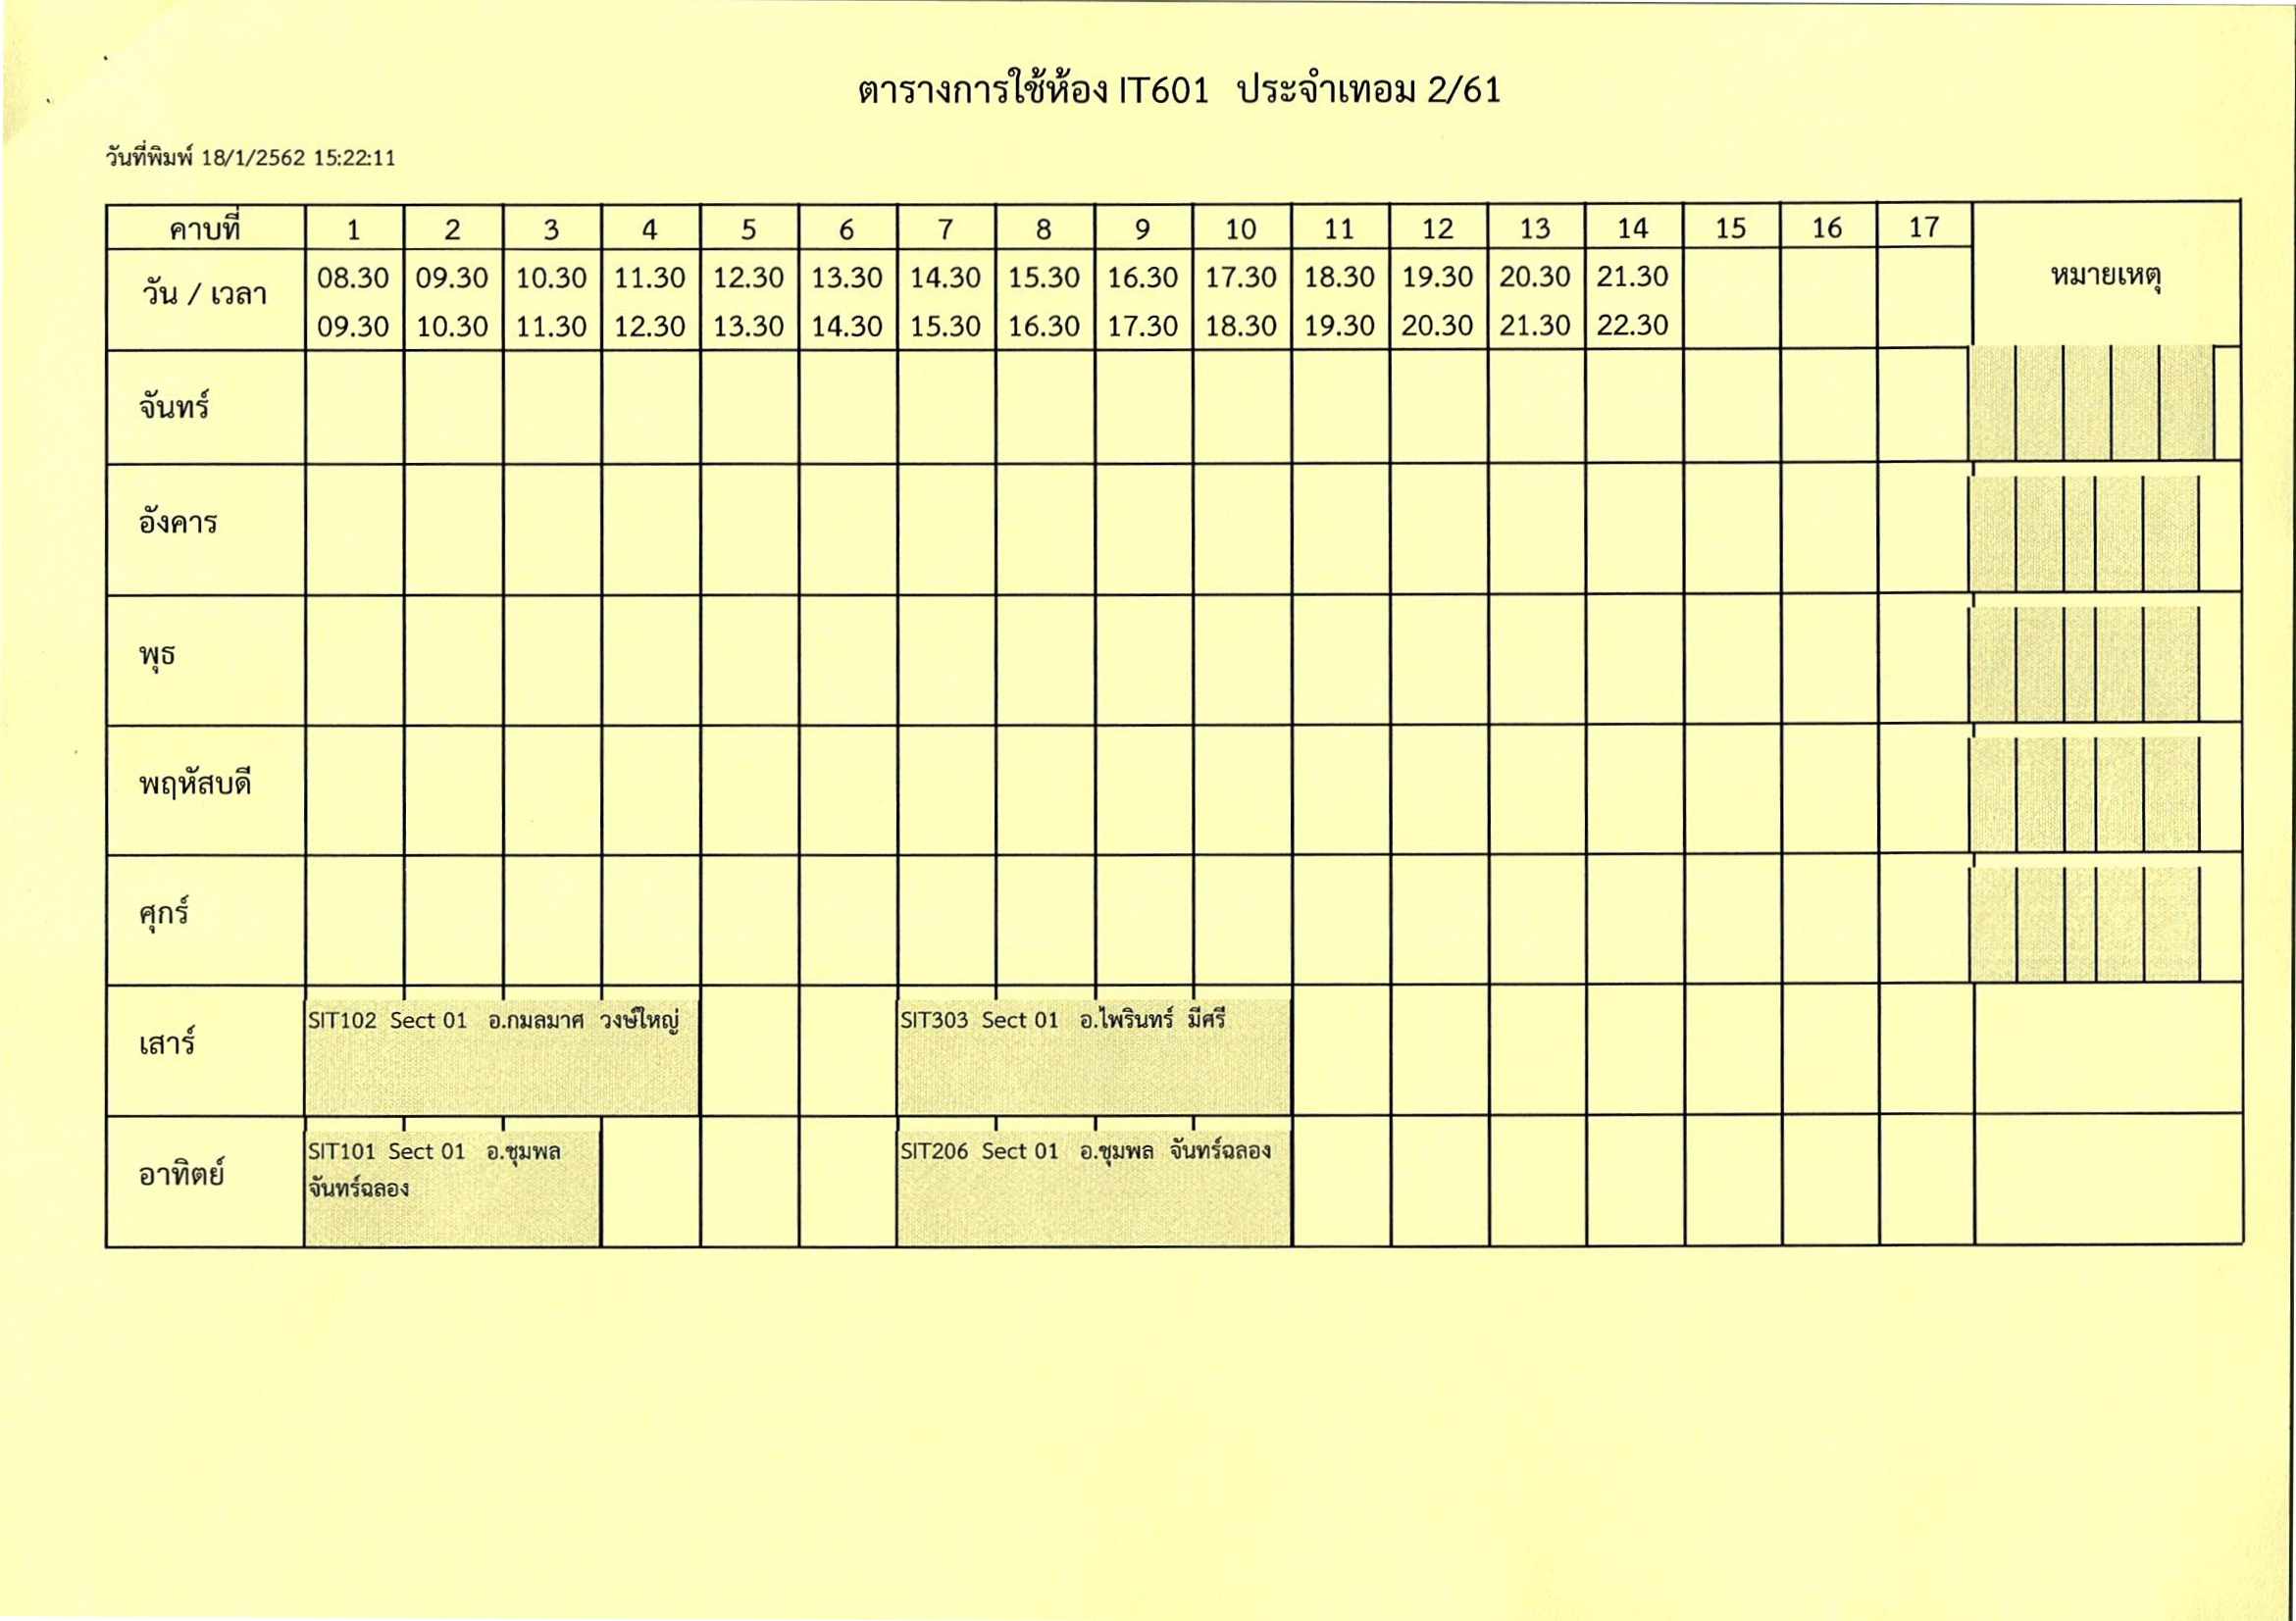 ตารางการใช้ห้อง IT601 ประจำเทอม 2/61
วันที่พิมพ์ 18/1/2562 15:22:11
คาบที่ 1 2 3 4 5 6 7 8 9 10 11 12 13 14 15 16 17 หมายเหตุ
วัน / เวลา
08.30 09.30 10.30 11.30 12.30 13.30 14.30 15.30 16.30 17.30 18.30 19.30 20.30 21.30
09.30 10.30 11.30 12.30 13.30 14.30 15.30 16.30 17.30 18.30 19.30 20.30 21.30 22.30
จันทร์
อังคาร
พุธ
พฤหัสบดี
ศุกร์
เสาร์
SIT102 Sect 01 อ.กมลมาศ วงษ์ใหญ่
SIT303 Sect 01 อ.ไพรินทร์ มีศรี
อาทิตย์
SIT101 Sect 01 อ.ชุมพล
จันทร์ฉลอง
SIT206 Sect 01 อ.ชุมพล จันทร์ฉลอง